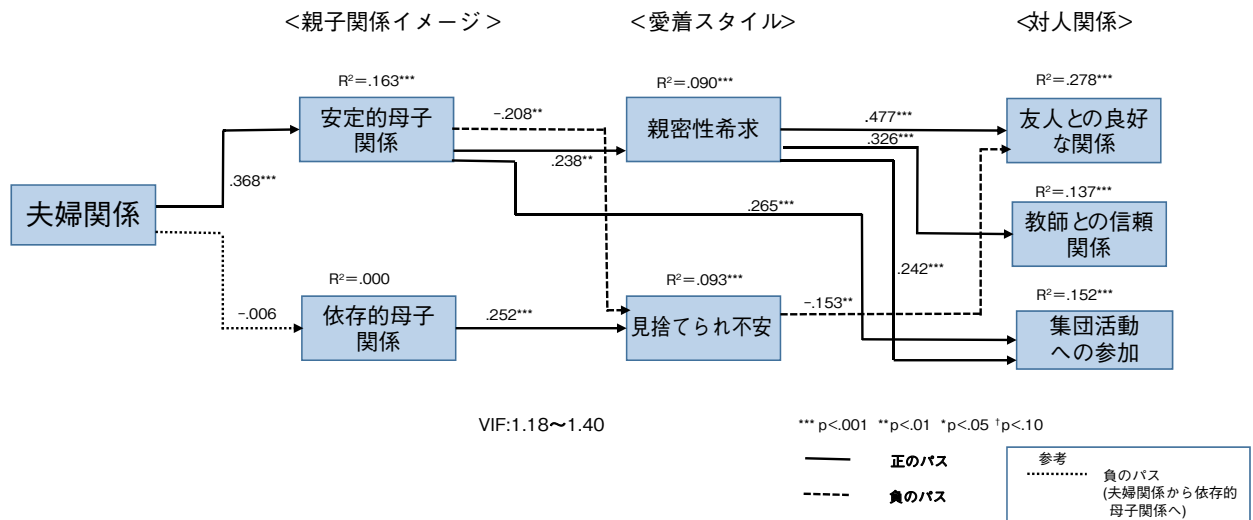 <親子関係イメージ>
<愛着スタイル>
<対人関係>
R²=.163***
R²=.090***
R²=.278***
安定的母子
関係
-.208**
.238**
親密性希求
.477***
.326***
友人との良好
な関係
.368***
夫婦関係
.265***
R²=.137***
教師との信頼
関係
.242***
R²=.000
R²=.093***
R²=.152***
-.006
依存的母子
関係
.252***
見捨てられ不安
-.153**
集団活動
への参加
VIF:1.18〜1.40
*** p<.001 **p<.01 *p<.05 †p<.10
正のパス
負のパス
参考
負のパス
(夫婦関係から依存的
母子関係へ)